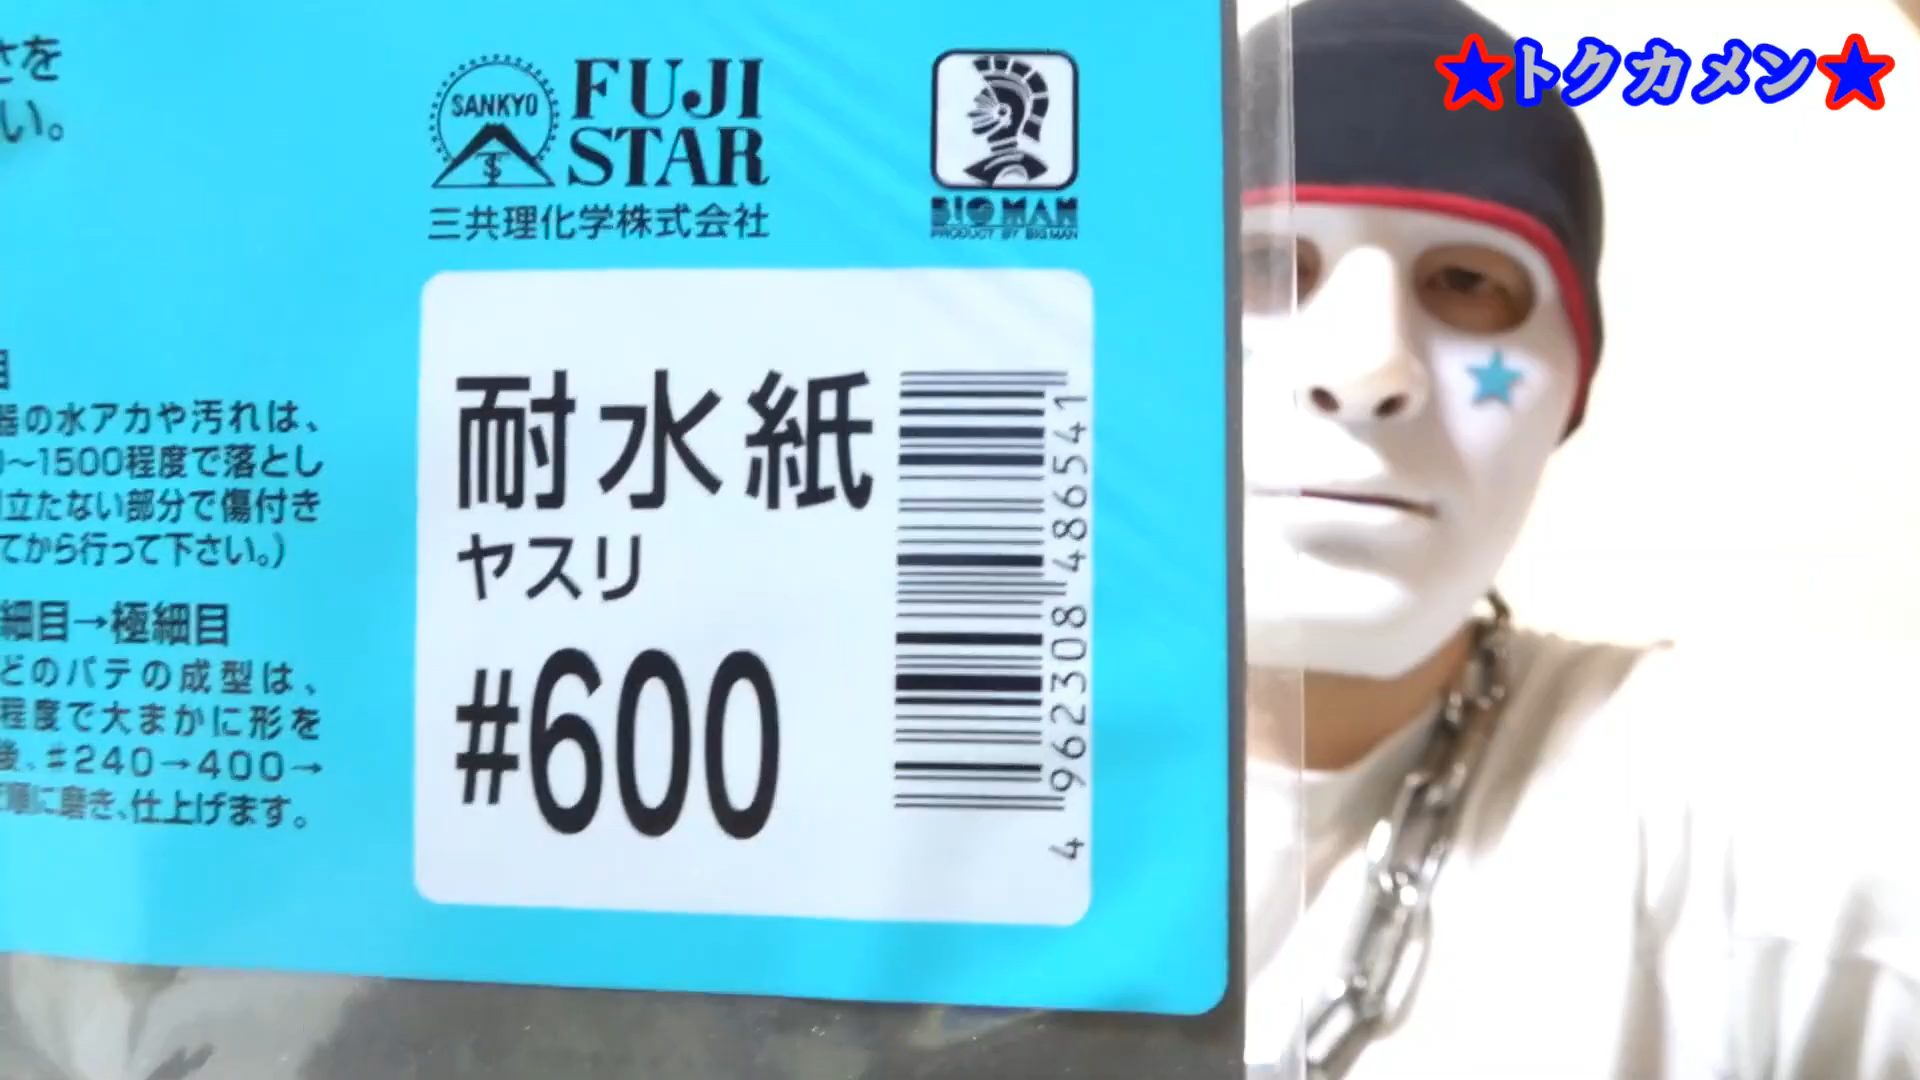 ★トクカメン★
さを
い。
SANKYO
FUJI
STAR
三共理化学株式会社
BIG MAN
PRODUCT BY BIGMAN
目
器の水アカや汚れは、
~1500程度で落とし
立たない部分で傷付き
てから行って下さい。)
細目→極細目
どのパテの成型は、
程度で大まかに形を
後、#240→400→
順に磨き、仕上げます。
耐水紙
ヤスリ
#600
4 962308 486541